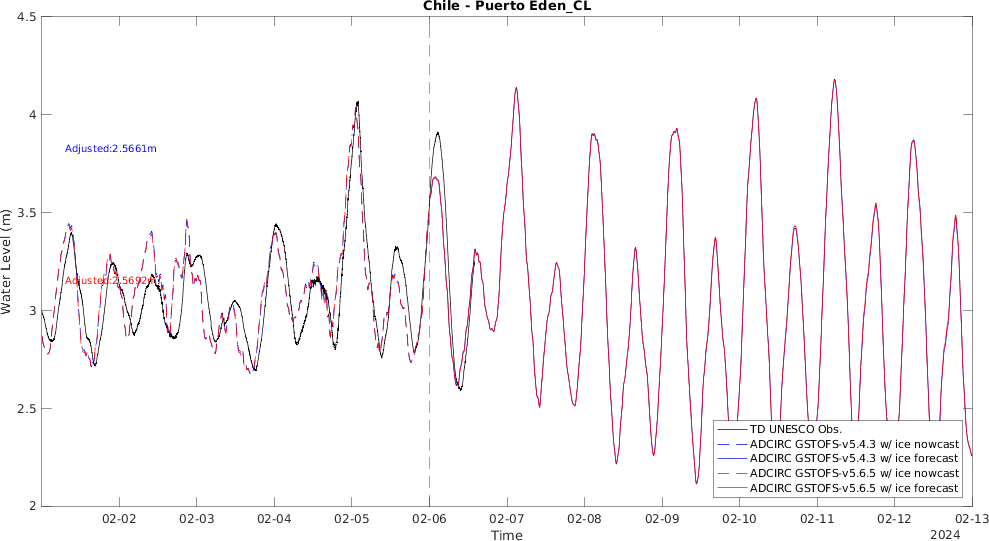 Chile - Puerto Eden_CL
4.5
4
3.5
3
2.5
2
Water Level (m)
Adjusted:2.5661m
Adjusted:2.5692m
TD UNESCO Obs.
ADCIRC GSTOFS-v5.4.3 w/ ice nowcast
ADCIRC GSTOFS-v5.4.3 w/ ice forecast
ADCIRC GSTOFS-v5.6.5 w/ ice nowcast
ADCIRC GSTOFS-v5.6.5 w/ ice forecast
02-02 02-03 02-04 02-05 02-06 02-07 02-08 02-09 02-10 02-11 02-12 02-13
Time
2024